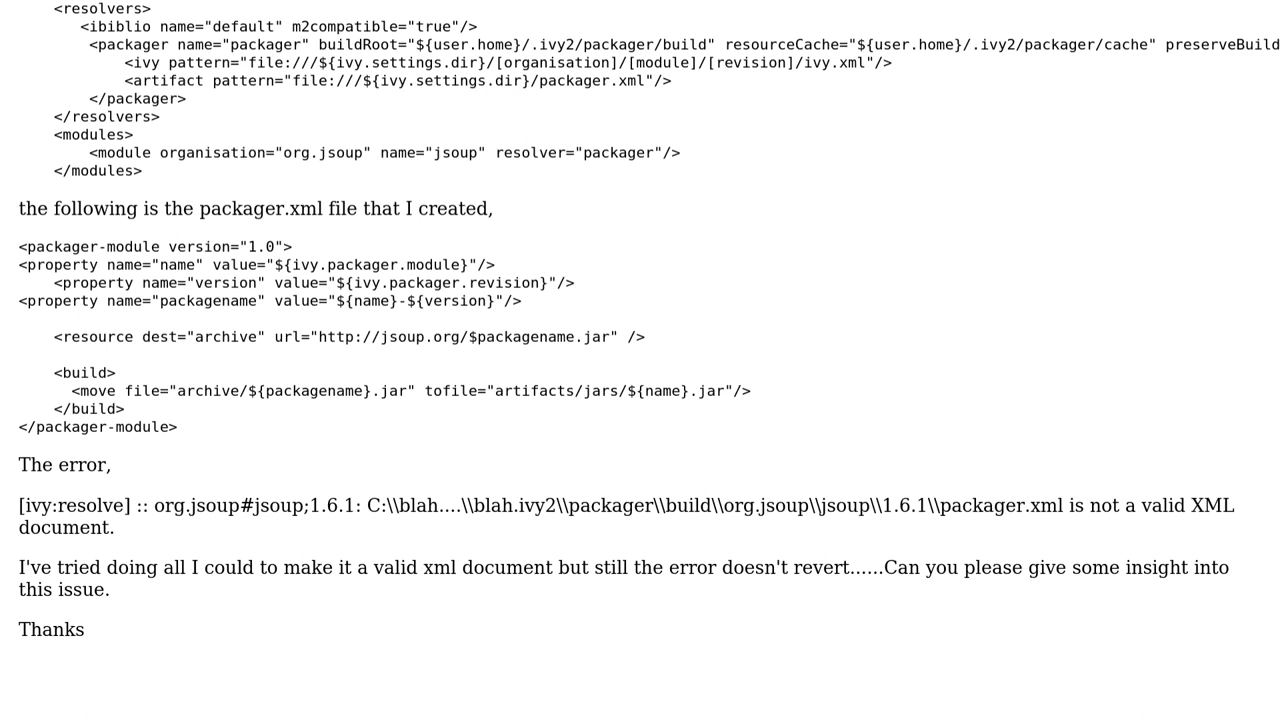 <resolvers>
<ibiblio name="default" m2compatible="true"/>
<packager name="packager" buildRoot="${user.home}/.ivy2/packager/build" resourceCache="${user.home}/.ivy2/packager/cache" preserveBuild
<ivy pattern="file:///${ivy.settings.dir}/[organisation]/[module]/[revision]/ivy.xml"/>
<artifact pattern="file:///${ivy.settings.dir}/packager.xml"/>
</packager>
</resolvers>
<modules>
<module organisation="org.jsoup" name="jsoup" resolver="packager"/>
</modules>
the following is the packager.xml file that I created,
<packager-module version="1.0">
<property name="name" value="${ivy.packager.module}"/>
<property name="version" value="${ivy.packager.revision}"/>
<property name="packagename" value="${name}-${version}"/>
<resource dest="archive" url="http://jsoup.org/$packagename.jar" />
<build>
<move file="archive/${packagename}.jar" tofile="artifacts/jars/${name}.jar"/>
</build>
</packager-module>
The error,
[ivy:resolve] :: org.jsoup#jsoup;1.6.1: C:\\blah....\\blah.ivy2\\packager\\build\\org.jsoup\\jsoup\\1.6.1\\packager.xml is not a valid XML
document.
I've tried doing all I could to make it a valid xml document but still the error doesn't revert......Can you please give some insight into
this issue.
Thanks